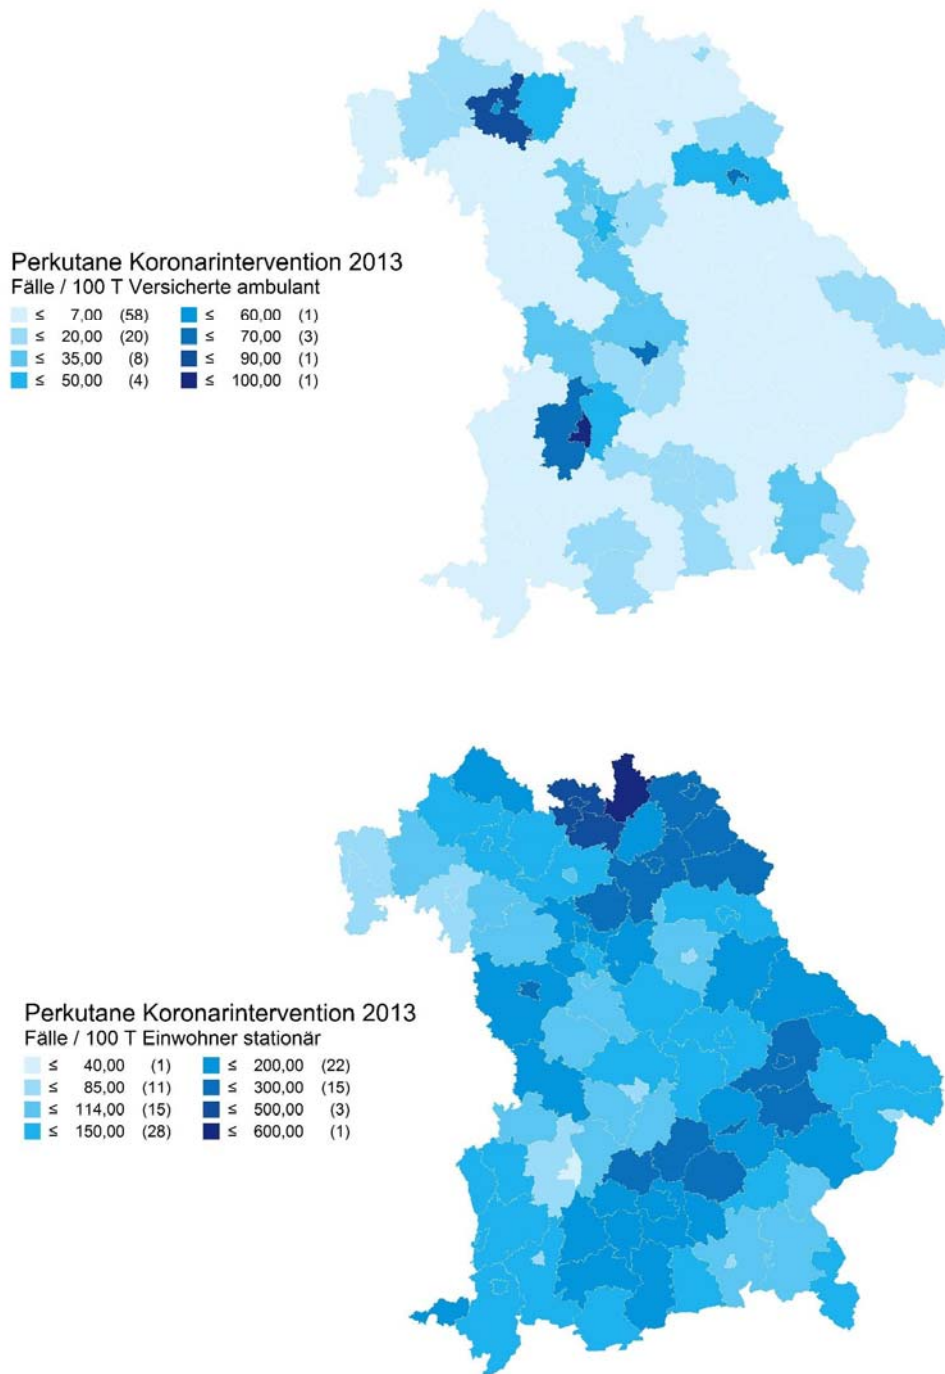 Perkutane Koronarintervention 2013
Fälle / 100 T Versicherte ambulant
≤ 7,00 (58) ≤ 60,00 (1)
≤ 20,00 (20) ≤ 70,00 (3)
≤ 35,00 (8) ≤ 90,00 (1)
≤ 50,00 (4) ≤ 100,00 (1)
Perkutane Koronarintervention 2013
Fälle / 100 T Einwohner stationär
≤ 40,00 (1) ≤ 200,00 (22)
≤ 85,00 (11) ≤ 300,00 (15)
≤ 114,00 (15) ≤ 500,00 (3)
≤ 150,00 (28) ≤ 600,00 (1)